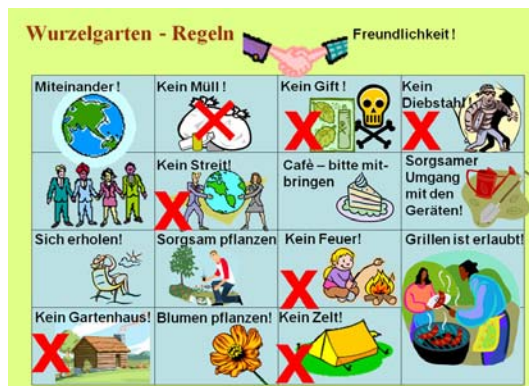 Wurzelgarten - Regeln
Freundlichkeit!
Miteinander!
Kein Müll!
Kein Gift!
Kein
Diebstahl!
Kein Streit!
Cafè – bitte mit-
bringen
Sorgsamer
Umgang
mit den
Geräten!
Sich erholen!
Sorgsam pflanzen
Kein Feuer!
Grillen ist erlaubt!
Kein Gartenhaus!
Blumen pflanzen!
Kein Zelt!